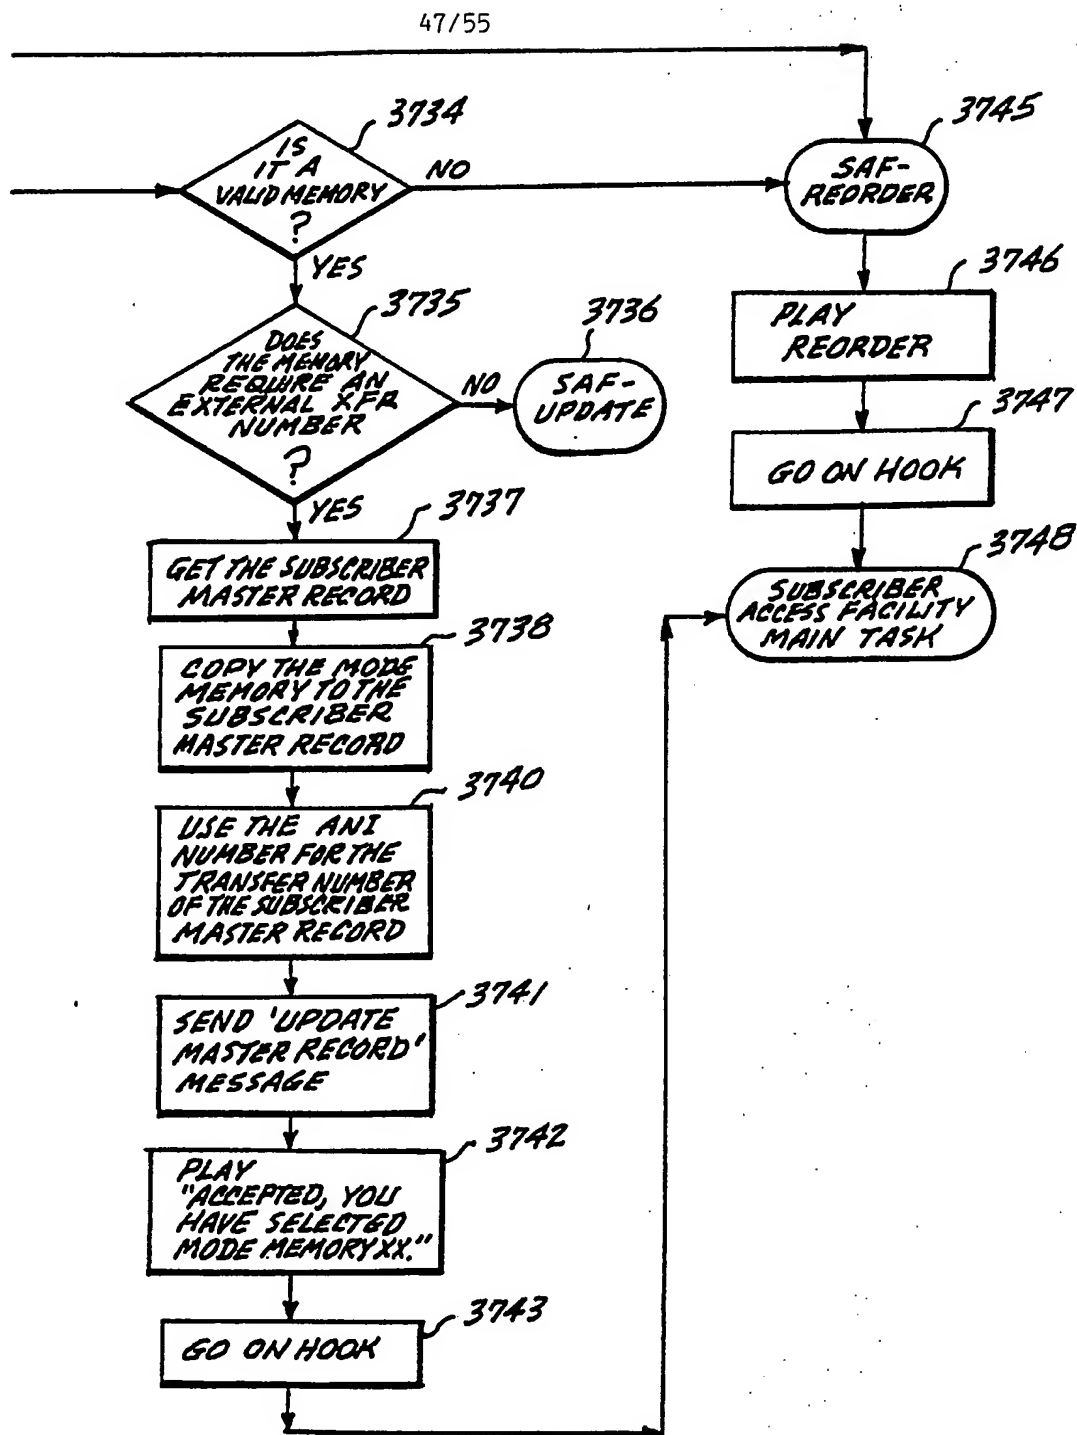 47/55
3734
IS
IT A
VALID MEMORY
?
NO
YES
3745
SAF-
REORDER
3746
PLAY
REORDER
3735
DOES
THE MEMORY
REQUIRE AN
EXTERNAL XFR
NUMBER
?
NO
YES
3736
SAF-
UPDATE
3747
GO ON HOOK
3737
GET THE SUBSCRIBER
MASTER RECORD
3748
SUBSCRIBER
ACCESS FACILITY
MAIN TASK
3738
COPY THE MODE
MEMORY TO THE
SUBSCRIBER
MASTER RECORD
3740
USE THE ANI
NUMBER FOR THE
TRANSFER NUMBER
OF THE SUBSCRIBER
MASTER RECORD
3741
SEND 'UPDATE
MASTER RECORD'
MESSAGE
3742
PLAY
"ACCEPTED, YOU
HAVE SELECTED
MODE MEMORY XX."
3743
GO ON HOOK